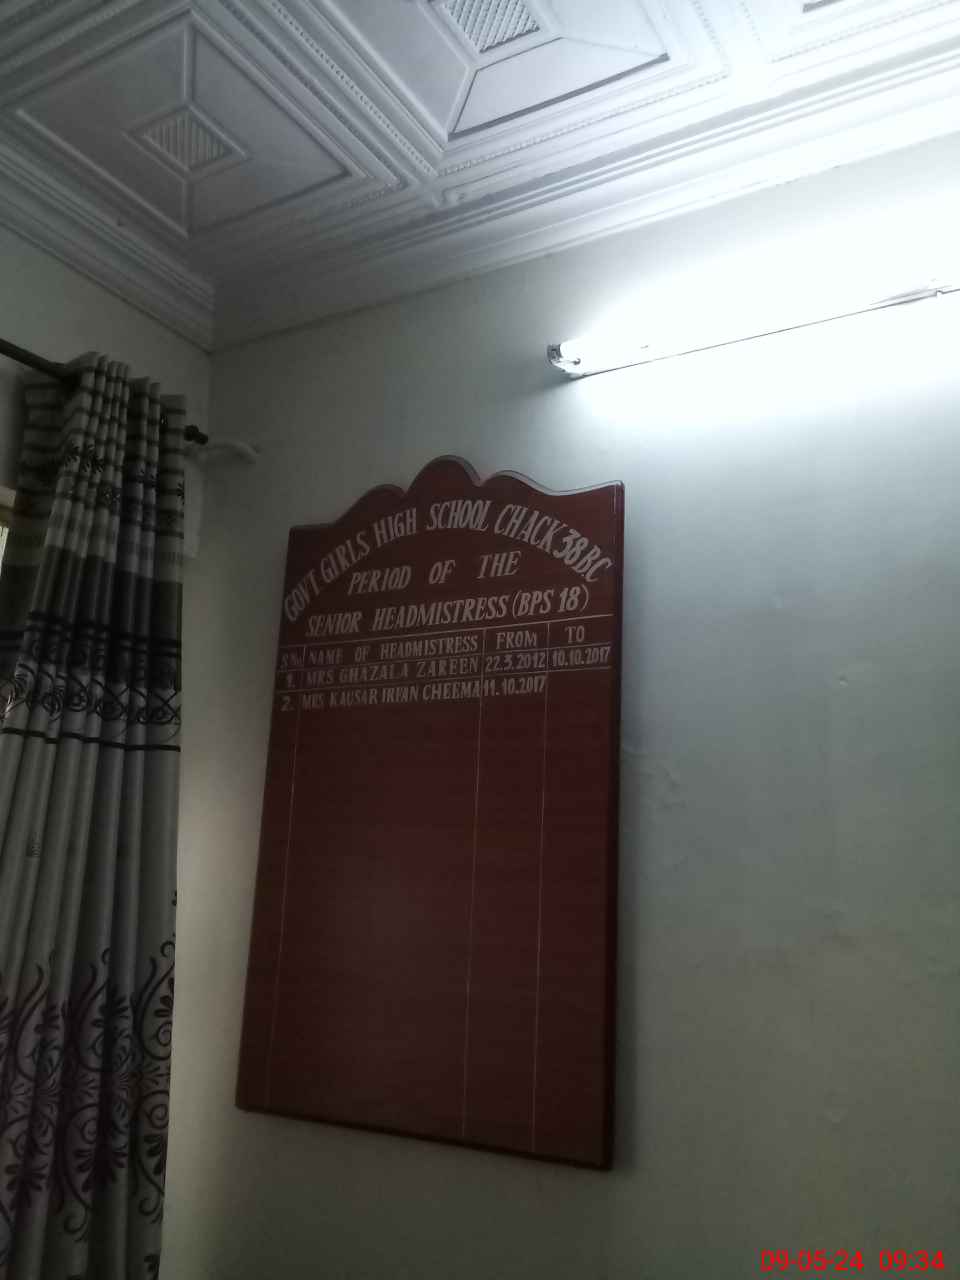 GOVT GIRLS HIGH SCHOOL CHACK 38 B.C
PERIOD OF THE
SENIOR HEADMISTRESS (BPS 18)
S.No NAME OF HEADMISTRESS FROM TO
1. MRS GHAZALA ZAREEN 22.3.2012 10.10.2017
2. MRS KAUSAR IRFAN CHEEMA 11.10.2017
09-05-24 09:34